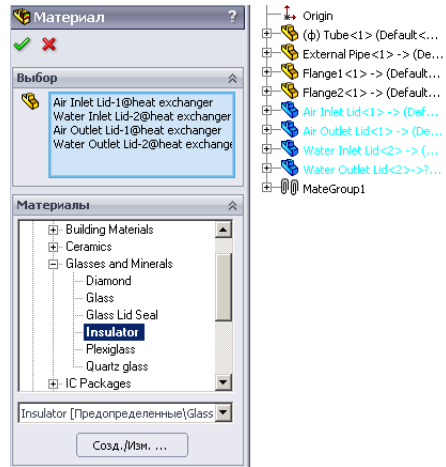 Материал ?
Выбор
Air Inlet Lid-1@heat exchanger
Water Inlet Lid-2@heat exchanger
Air Outlet Lid-1@heat exchanger
Water Outlet Lid-2@heat exchange
Материалы
Building Materials
Ceramics
Glasses and Minerals
Diamond
Glass
Glass Lid Seal
Insulator
Plexiglass
Quartz glass
IC Packages
Insulator [Предопределенные\Glass
Созд./Изм. ...
Origin
(ф) Tube<1> (Default<...
External Pipe<1> -> (De...
Flange1<1> -> (Default...
Flange2<1> -> (Default...
Air Inlet Lid<1> -> (Def...
Air Outlet Lid<1> -> (De...
Water Inlet Lid<2> -> (...
Water Outlet Lid<2>->?...
MateGroup1